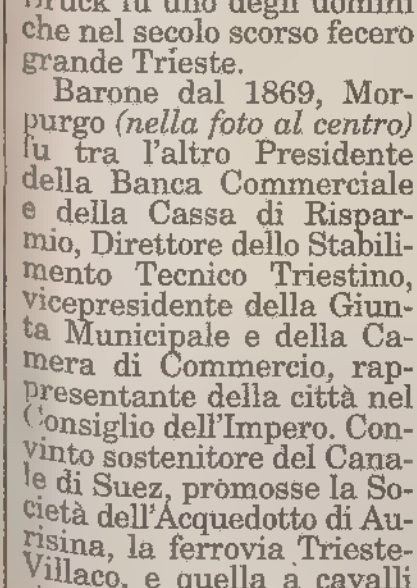 Bruck fu uno degli uomini
che nel secolo scorso fecero
grande Trieste.
Barone dal 1869, Mor-
purgo (nella foto al centro)
fu tra l'altro Presidente
della Banca Commerciale
e della Cassa di Rispar-
mio, Direttore dello Stabili-
mento Tecnico Triestino,
vicepresidente della Giun-
ta Municipale e della Ca-
mera di Commercio, rap-
presentante della città nel
Consiglio dell'Impero. Con-
vinto sostenitore del Cana-
le di Suez, promosse la So-
cietà dell'Acquedotto di Au-
risina, la ferrovia Trieste-
Villaco, e quella a cavalli